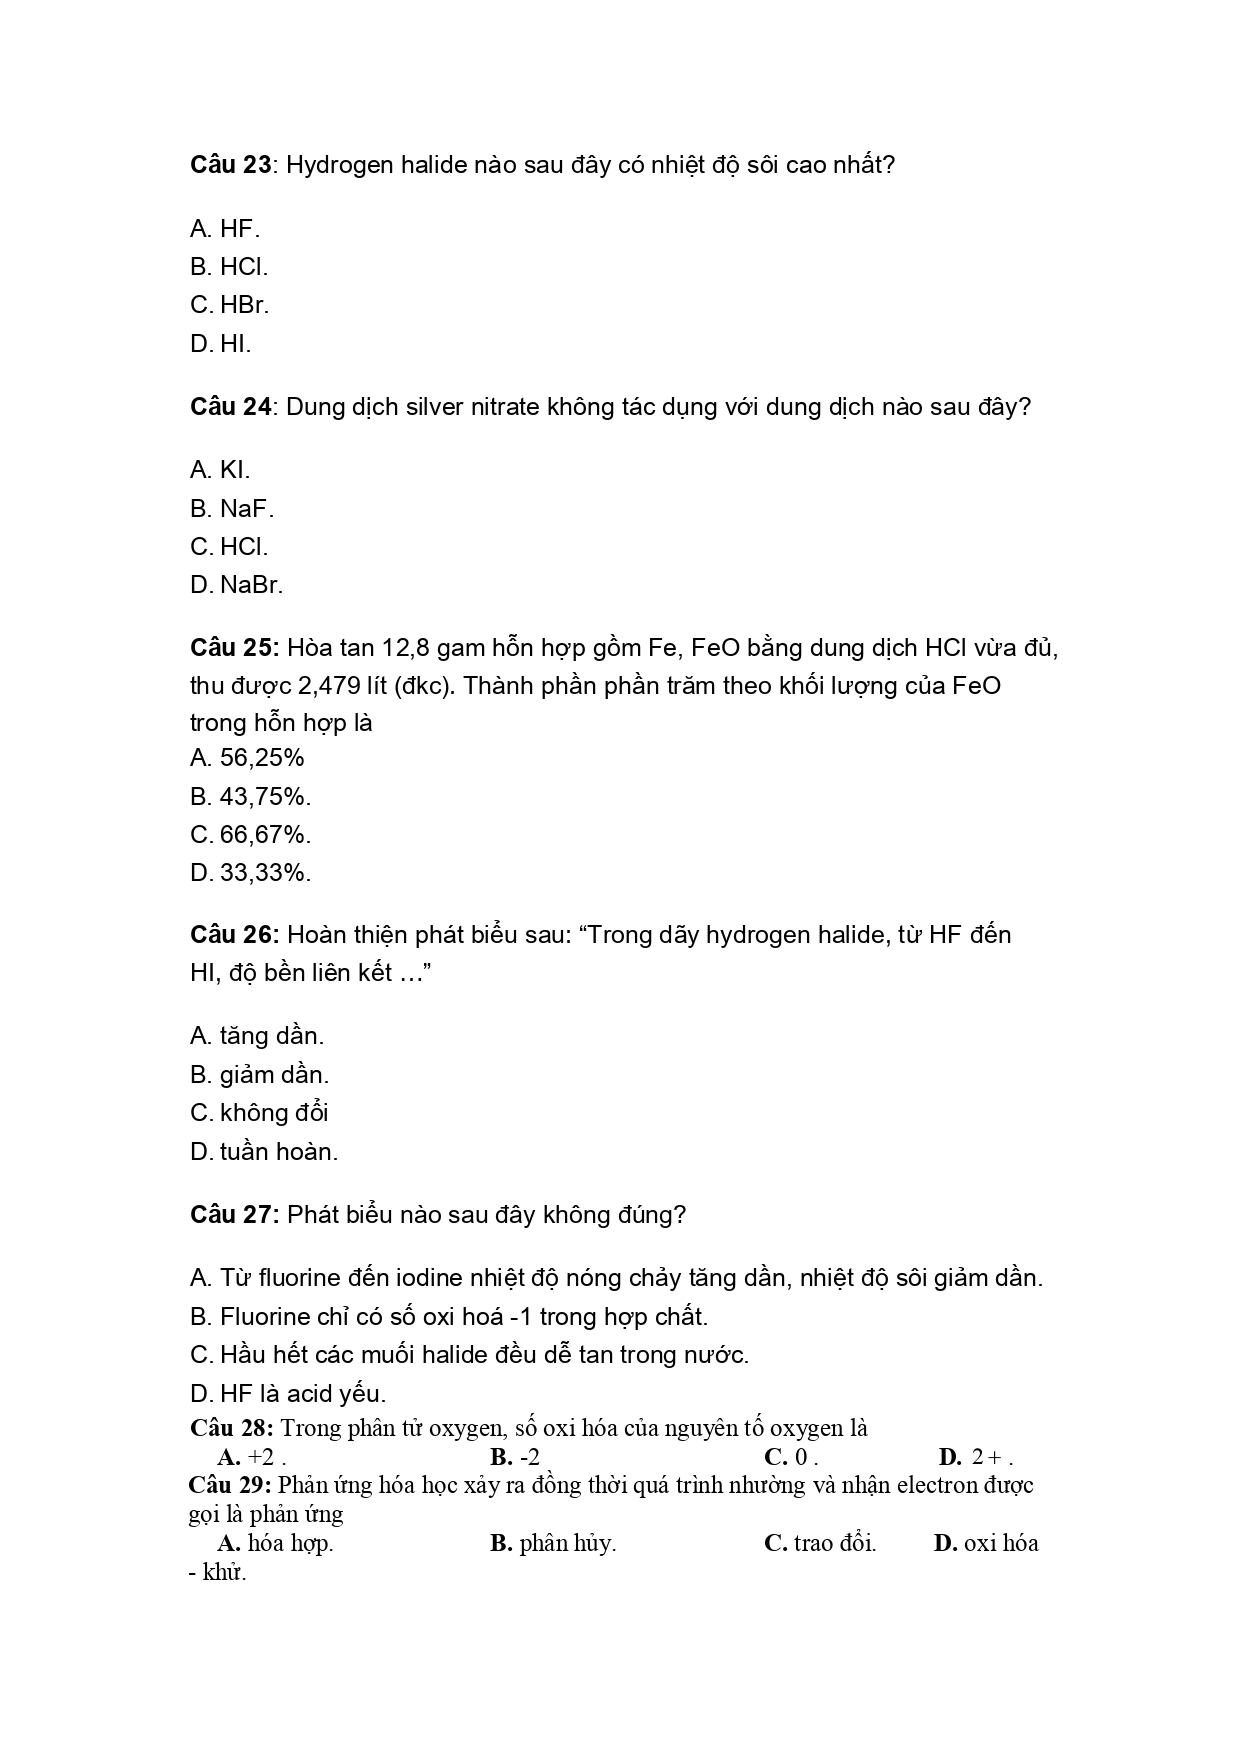 Câu 23: Hydrogen halide nào sau đây có nhiệt độ sôi cao nhất?
A. HF.
B. HCl.
C. HBr.
D. HI.
Câu 24: Dung dịch silver nitrate không tác dụng với dung dịch nào sau đây?
A. KI.
B. NaF.
C. HCl.
D. NaBr.
Câu 25: Hòa tan 12,8 gam hỗn hợp gồm Fe, FeO bằng dung dịch HCl vừa đủ,
thu được 2,479 lít (đkc). Thành phần phần trăm theo khối lượng của FeO
trong hỗn hợp là
A. 56,25%
B. 43,75%.
C. 66,67%.
D. 33,33%.
Câu 26: Hoàn thiện phát biểu sau: “Trong dãy hydrogen halide, từ HF đến
HI, độ bền liên kết …”
A. tăng dần.
B. giảm dần.
C. không đổi
D. tuần hoàn.
Câu 27: Phát biểu nào sau đây không đúng?
A. Từ fluorine đến iodine nhiệt độ nóng chảy tăng dần, nhiệt độ sôi giảm dần.
B. Fluorine chỉ có số oxi hoá -1 trong hợp chất.
C. Hầu hết các muối halide đều dễ tan trong nước.
D. HF là acid yếu.
Câu 28: Trong phân tử oxygen, số oxi hóa của nguyên tố oxygen là
A. +2 . B. -2 C. 0 . D. 2 + .
Câu 29: Phản ứng hóa học xảy ra đồng thời quá trình nhường và nhận electron được
gọi là phản ứng
A. hóa hợp. B. phân hủy. C. trao đổi. D. oxi hóa
- khử.